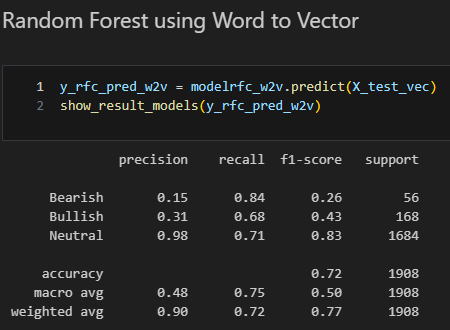 Random Forest using Word to Vector
1 y_rfc_pred_w2v = modelrfc_w2v.predict(X_test_vec)
2 show_result_models(y_rfc_pred_w2v)
precision recall f1-score support
Bearish 0.15 0.84 0.26 56
Bullish 0.31 0.68 0.43 168
Neutral 0.98 0.71 0.83 1684
accuracy 0.72 1908
macro avg 0.48 0.75 0.50 1908
weighted avg 0.90 0.72 0.77 1908